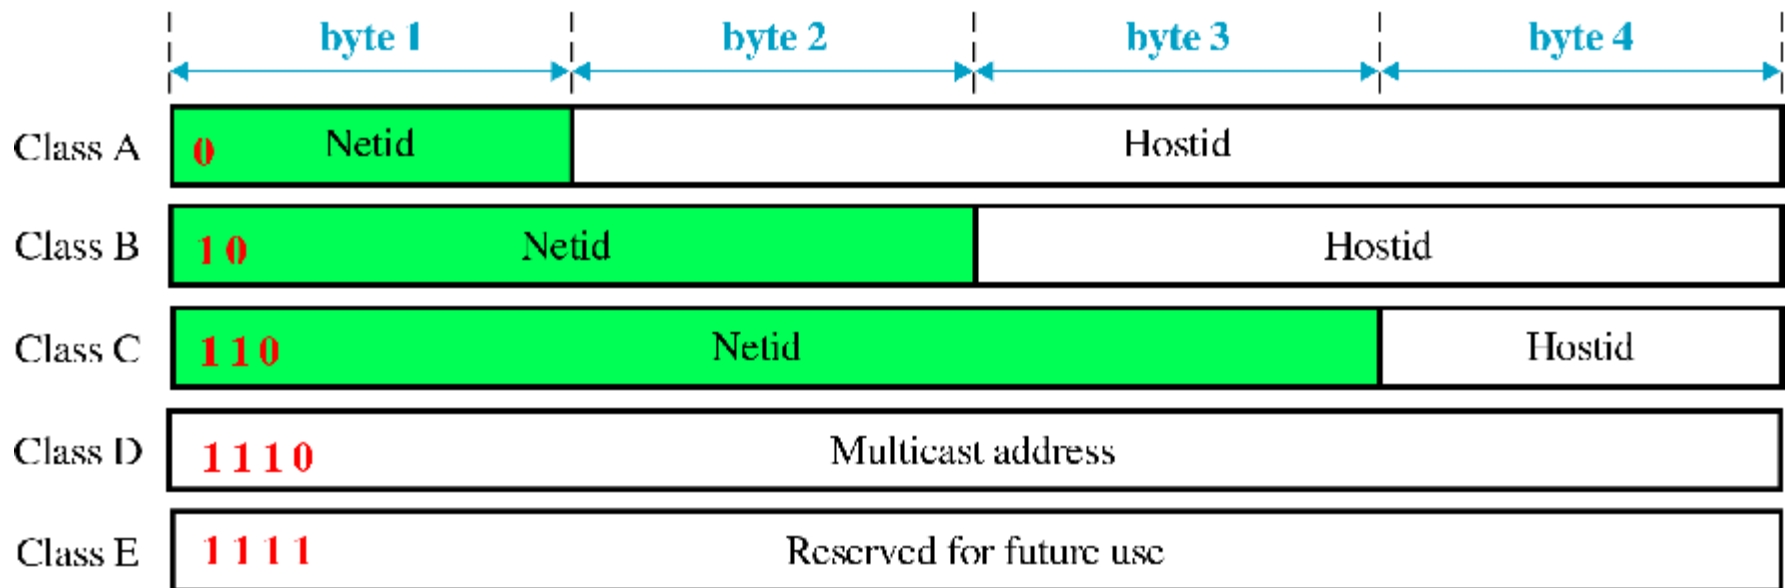 byte 1 byte 2 byte 3 byte 4
Class A 0 Netid Hostid
Class B 1 0 Netid Hostid
Class C 1 1 0 Netid Hostid
Class D 1 1 1 0 Multicast address
Class E 1 1 1 1 Reserved for future use